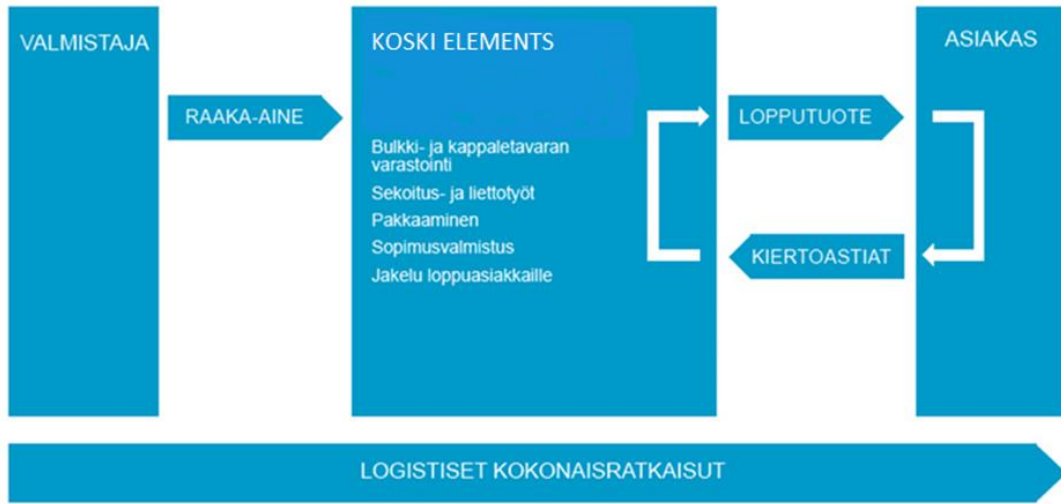 VALMISTAJA
RAAKA-AINE
KOSKI ELEMENTS
Bulkki- ja kappaletavaran
varastointi
Sekoitus- ja liettotyöt
Pakkaaminen
Sopimusvalmistus
Jakelu loppuasiakkaille
LOPPUTUOTE
KIERTOASTIAT
ASIAKAS
LOGISTISET KOKONAISRATKAISUT